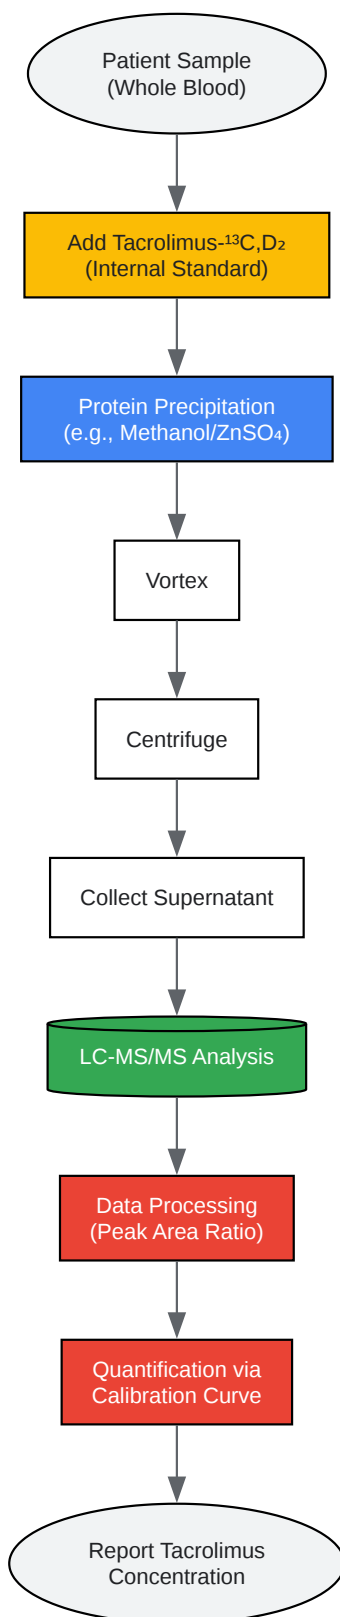 Patient Sample
(Whole Blood)
Add Tacrolimus-¹³C,D₂
(Internal Standard)
Protein Precipitation
(e.g., Methanol/ZnSO₄)
Vortex
Centrifuge
Collect Supernatant
LC-MS/MS Analysis
Data Processing
(Peak Area Ratio)
Quantification via
Calibration Curve
Report Tacrolimus
Concentration